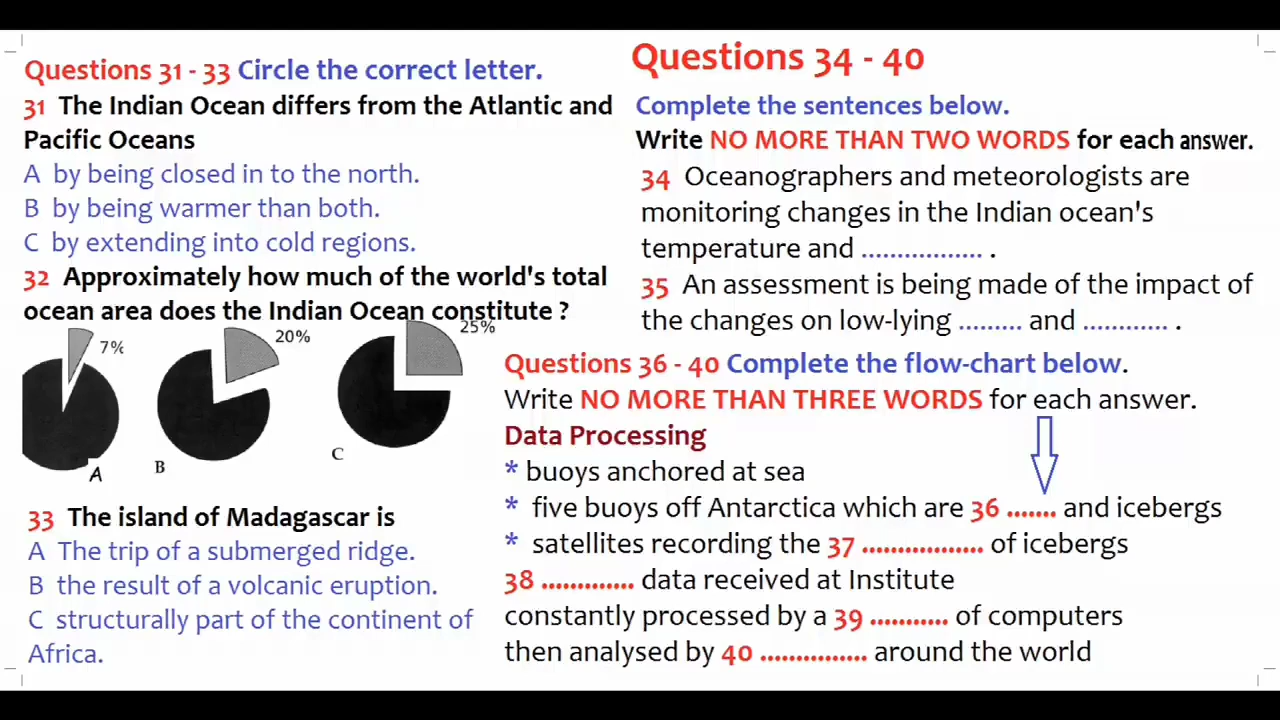 Questions 31 - 33 Circle the correct letter.
31 The Indian Ocean differs from the Atlantic and
Pacific Oceans
A by being closed in to the north.
B by being warmer than both.
C by extending into cold regions.
32 Approximately how much of the world's total
ocean area does the Indian Ocean constitute ?
7%
20%
25%
A
B
C
33 The island of Madagascar is
A The trip of a submerged ridge.
B the result of a volcanic eruption.
C structurally part of the continent of
Africa.
Questions 34 - 40
Complete the sentences below.
Write NO MORE THAN TWO WORDS for each answer.
34 Oceanographers and meteorologists are
monitoring changes in the Indian ocean's
temperature and ................. .
35 An assessment is being made of the impact of
the changes on low-lying ......... and ............ .
Questions 36 - 40 Complete the flow-chart below.
Write NO MORE THAN THREE WORDS for each answer.
Data Processing
* buoys anchored at sea
* five buoys off Antarctica which are 36 ....... and icebergs
* satellites recording the 37 ................. of icebergs
38 ............. data received at Institute
constantly processed by a 39 ........... of computers
then analysed by 40 ............... around the world